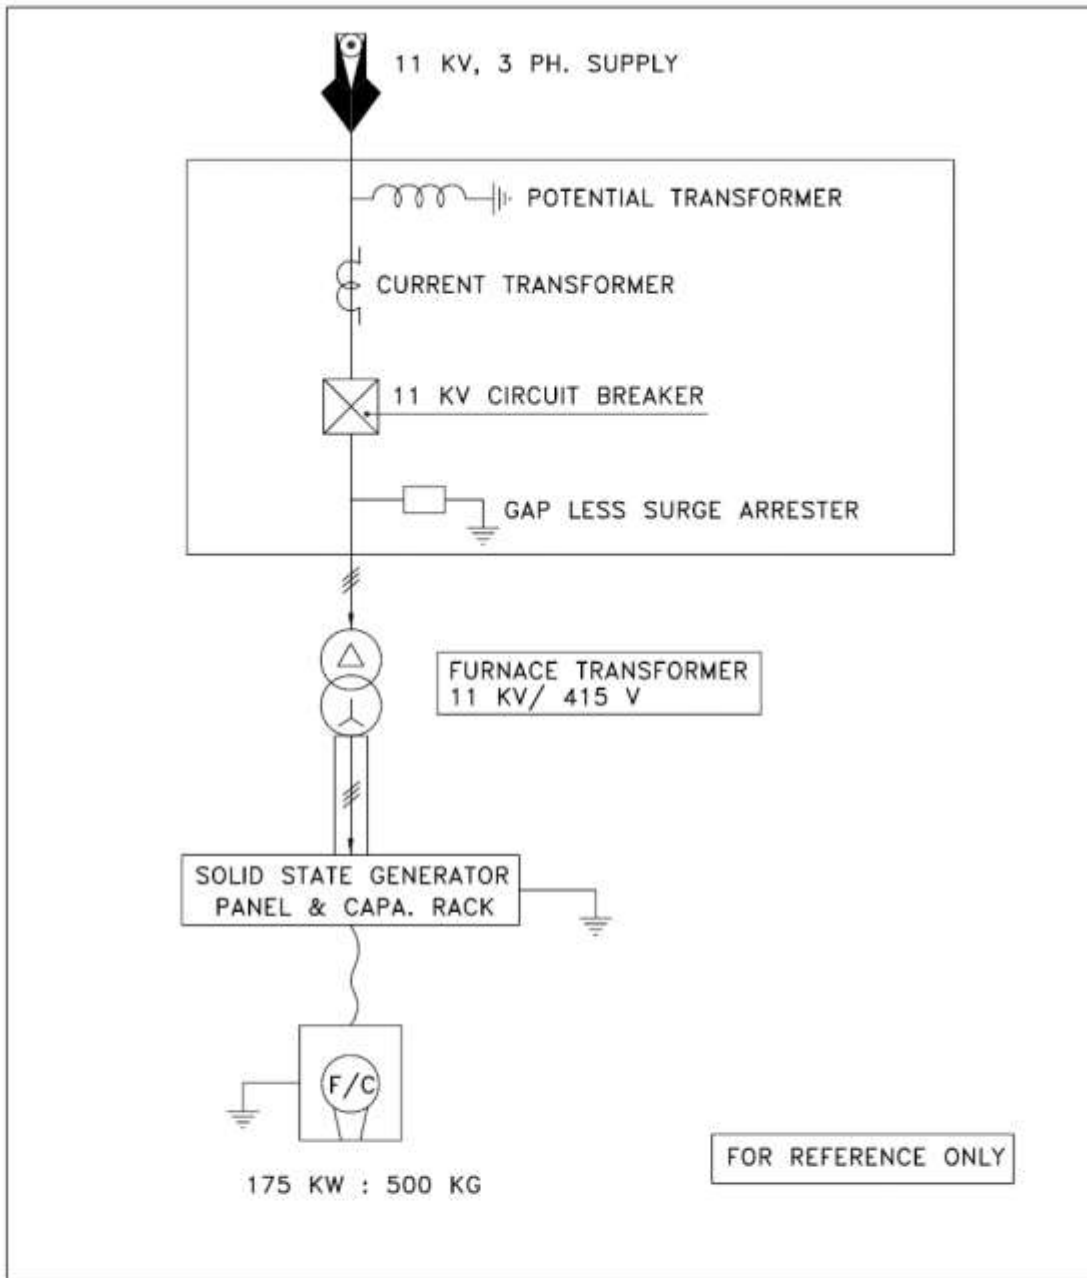 11 KV, 3 PH. SUPPLY
POTENTIAL TRANSFORMER
CURRENT TRANSFORMER
11 KV CIRCUIT BREAKER
GAP LESS SURGE ARRESTER
FURNACE TRANSFORMER
11 KV/ 415 V
SOLID STATE GENERATOR
PANEL & CAPA. RACK
F/C
175 KW : 500 KG
FOR REFERENCE ONLY